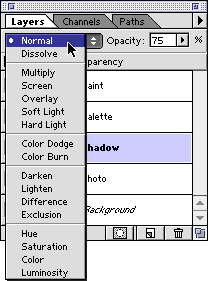 Layers Channels Paths
Normal Opacity: 75 %
Dissolve
Multiply
Screen
Overlay
Soft Light
Hard Light
Color Dodge
Color Burn
Darken
Lighten
Difference
Exclusion
Hue
Saturation
Color
Luminosity
parency
aint
alette
hadow
hoto
Background